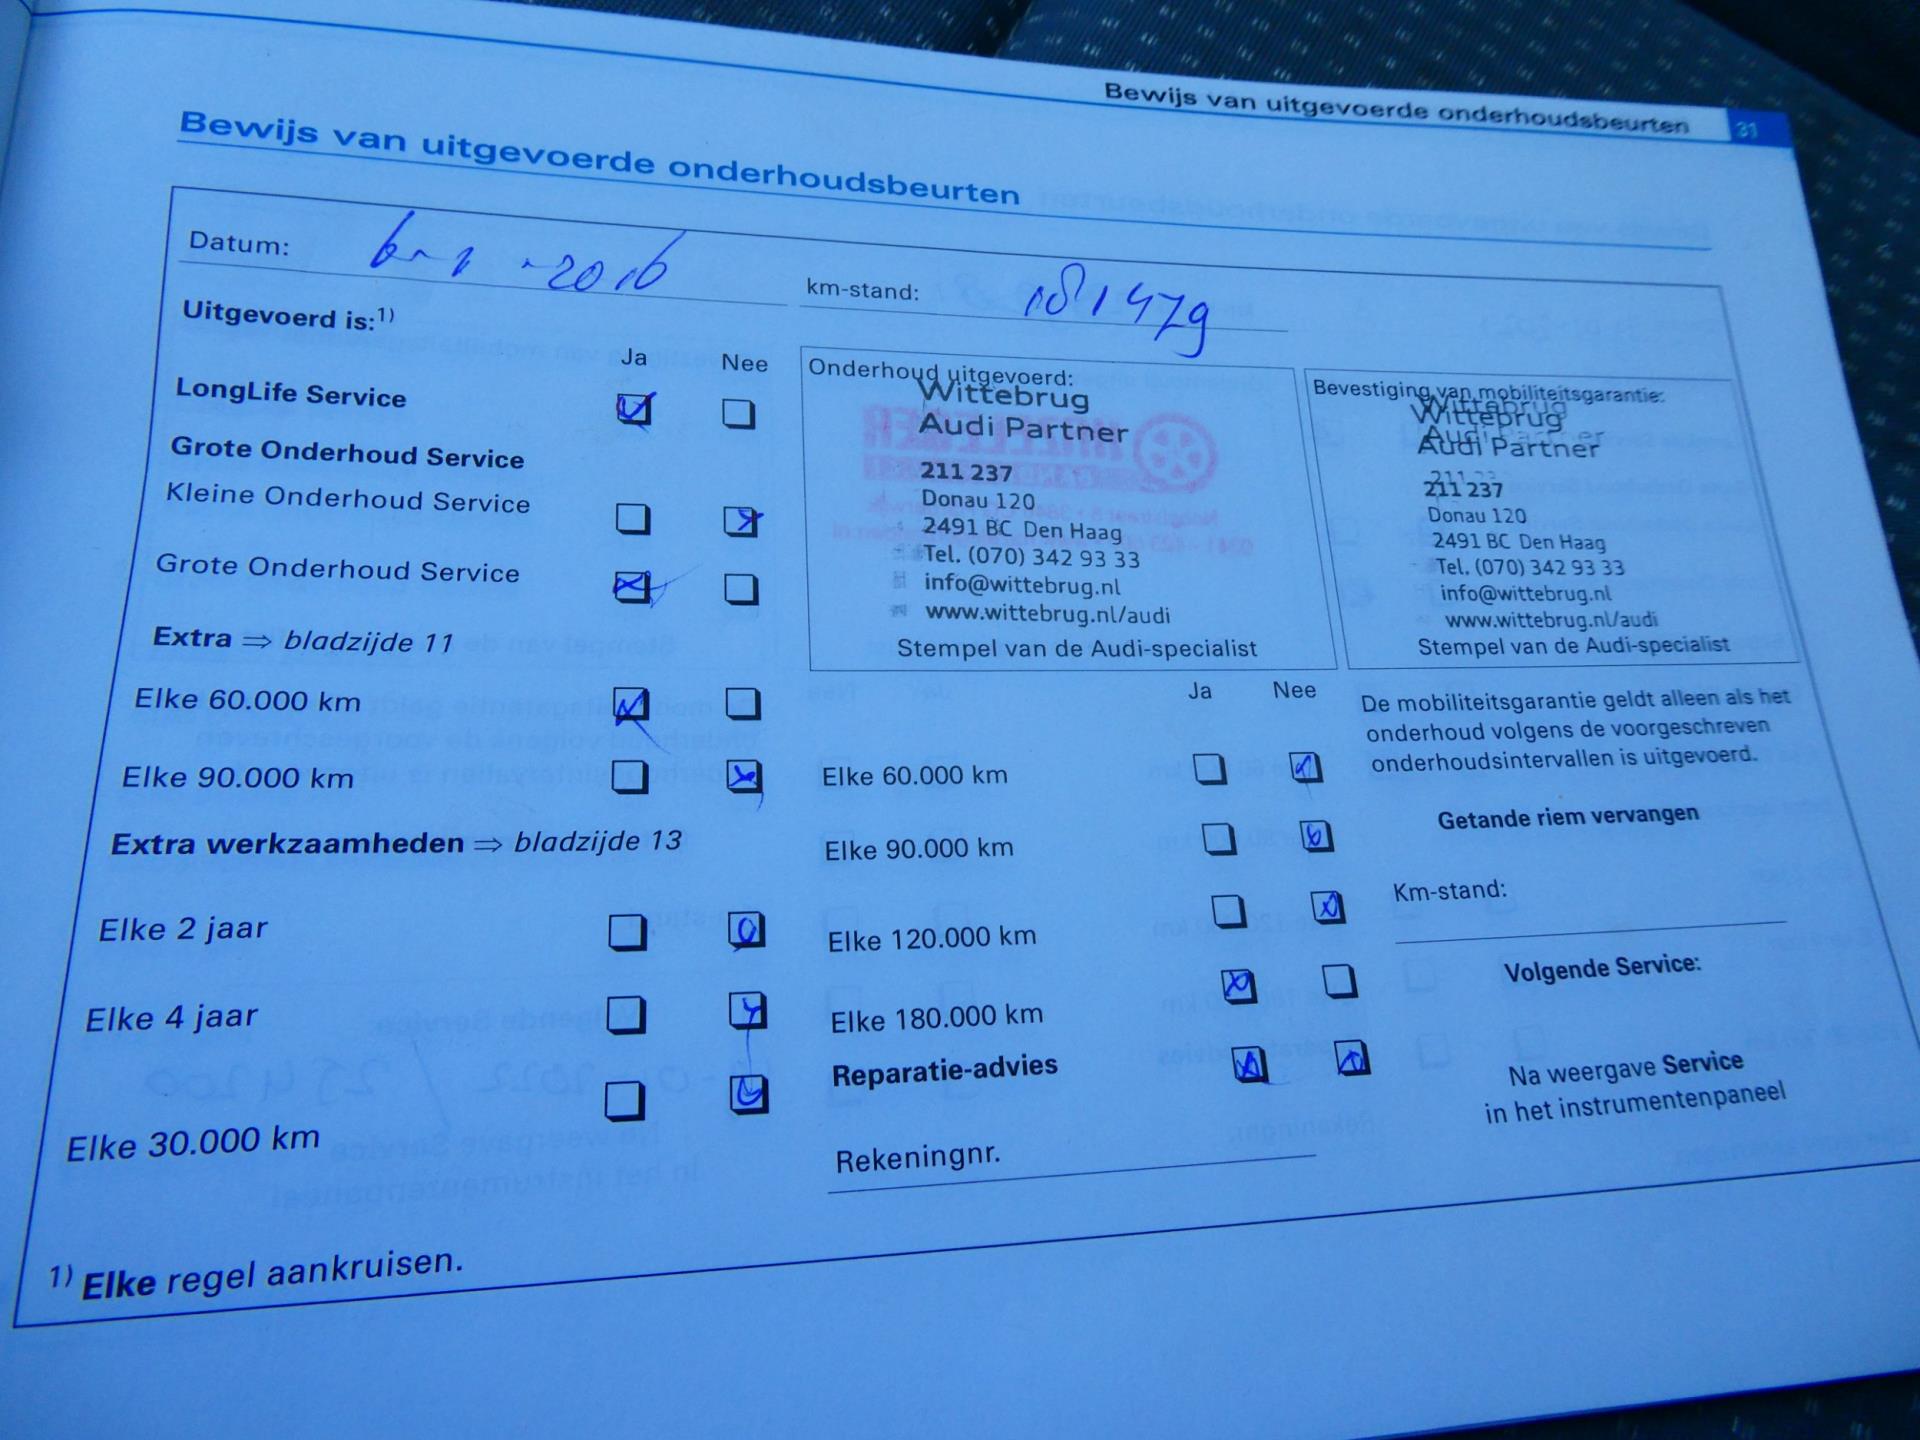 Bewijs van uitgevoerde onderhoudsbeurten 31
Bewijs van uitgevoerde onderhoudsbeurten
Datum: 6-1-2016
km-stand: 181479
Uitgevoerd is:1)
Ja Nee
LongLife Service
Grote Onderhoud Service
Kleine Onderhoud Service
Grote Onderhoud Service
Extra ⇒ bladzijde 11
Elke 60.000 km
Elke 90.000 km
Extra werkzaamheden ⇒ bladzijde 13
Elke 2 jaar
Elke 4 jaar
Elke 30.000 km
Onderhoud uitgevoerd:
Wittebrug
Audi Partner
211 237
Donau 120
2491 BC Den Haag
Tel. (070) 342 93 33
info@wittebrug.nl
www.wittebrug.nl/audi
Stempel van de Audi-specialist
Ja Nee
Elke 60.000 km
Elke 90.000 km
Elke 120.000 km
Elke 180.000 km
Reparatie-advies
Rekeningnr.
Bevestiging van mobiliteitsgarantie:
Wittebrug
Audi Partner
211 237
Donau 120
2491 BC Den Haag
Tel. (070) 342 93 33
info@wittebrug.nl
www.wittebrug.nl/audi
Stempel van de Audi-specialist
De mobiliteitsgarantie geldt alleen als het
onderhoud volgens de voorgeschreven
onderhoudsintervallen is uitgevoerd.
Getande riem vervangen
Km-stand:
Volgende Service:
Na weergave Service
in het instrumentenpaneel
1) Elke regel aankruisen.